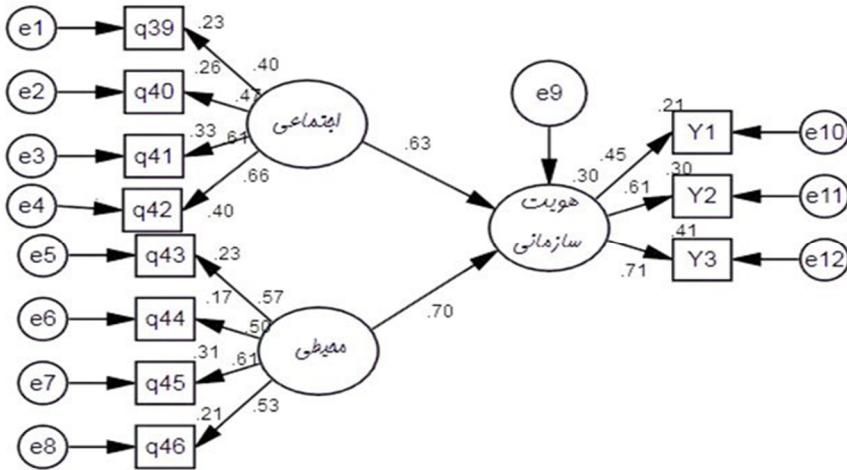 e1 q39 .23
.40
e2 q40 .26
.47
e3 q41 .33
.61
.66
e4 q42 .40
اجتماعی
.63
e5 q43 .23
.57
e6 q44 .17
.50
e7 q45 .31
.61
e8 q46 .21
.53
محیطی
.70
e9
.30
هویت
سازمانی
.45
.21
Y1 e10
.61
.30
Y2 e11
.71
.41
Y3 e12